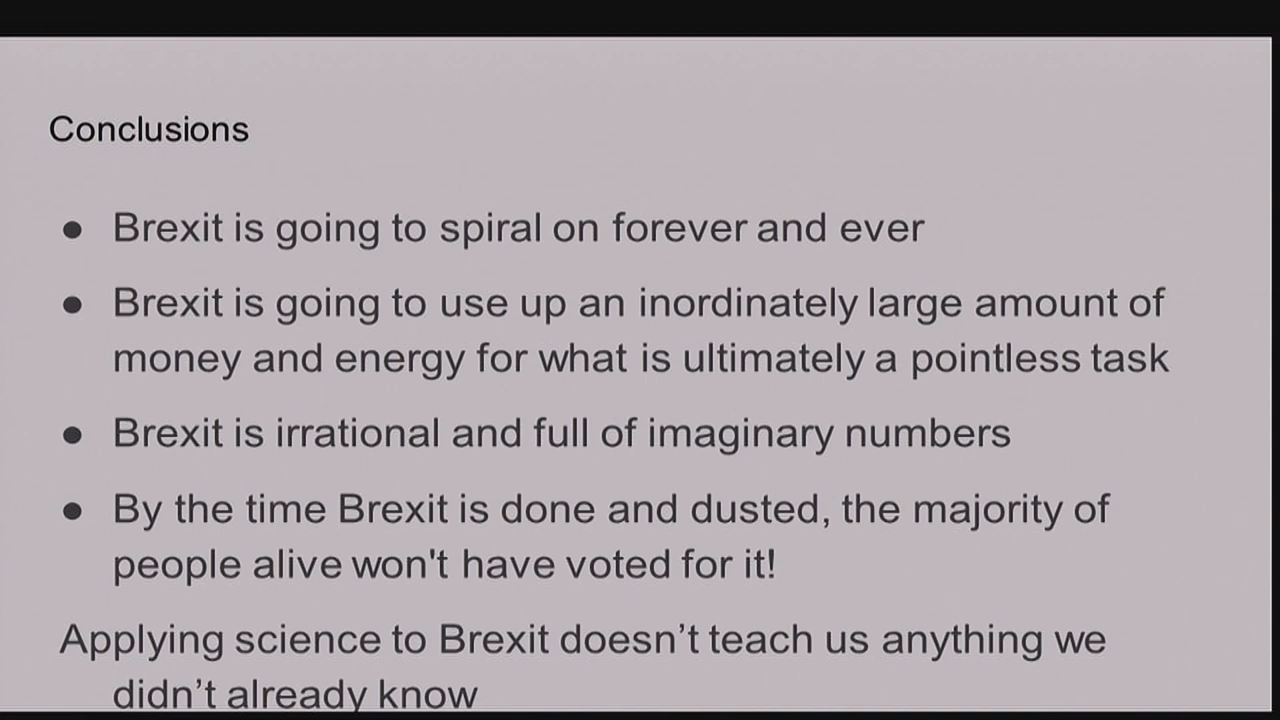 Conclusions
● Brexit is going to spiral on forever and ever
● Brexit is going to use up an inordinately large amount of
money and energy for what is ultimately a pointless task
● Brexit is irrational and full of imaginary numbers
● By the time Brexit is done and dusted, the majority of
people alive won't have voted for it!
Applying science to Brexit doesn’t teach us anything we
didn’t already know